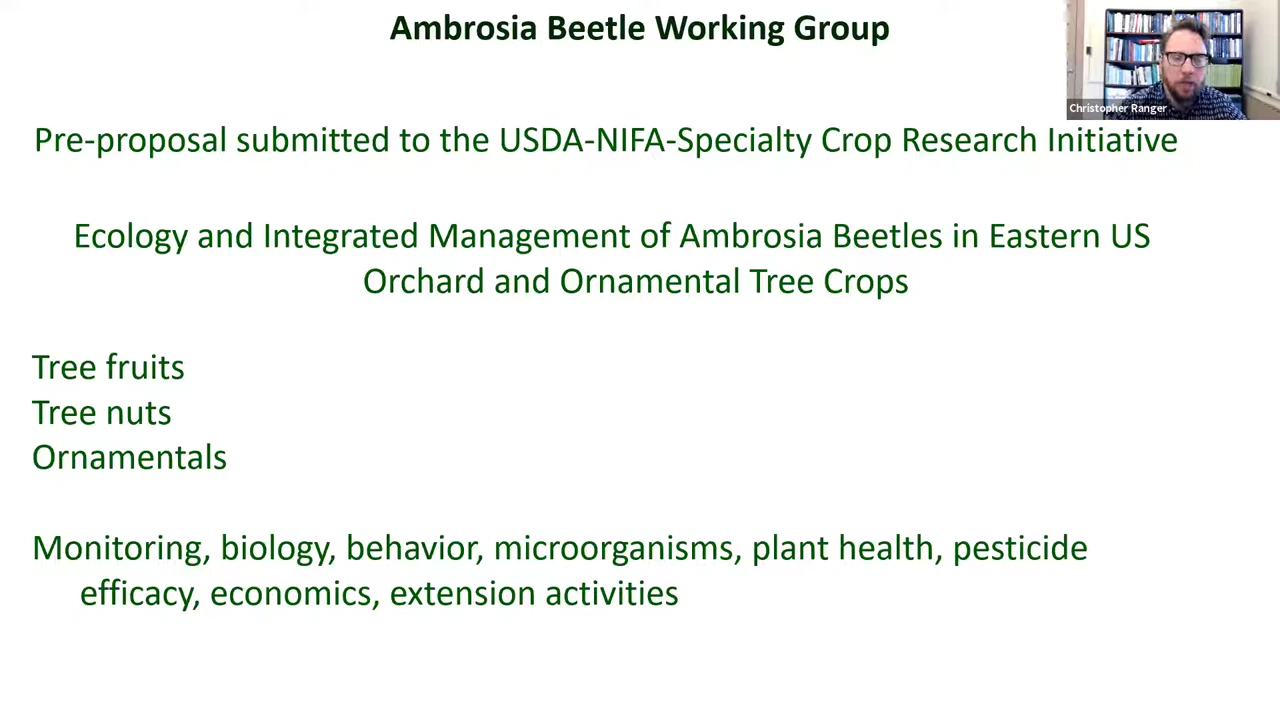 Ambrosia Beetle Working Group
Christopher Ranger
Pre-proposal submitted to the USDA-NIFA-Specialty Crop Research Initiative
Ecology and Integrated Management of Ambrosia Beetles in Eastern US
Orchard and Ornamental Tree Crops
Tree fruits
Tree nuts
Ornamentals
Monitoring, biology, behavior, microorganisms, plant health, pesticide
efficacy, economics, extension activities